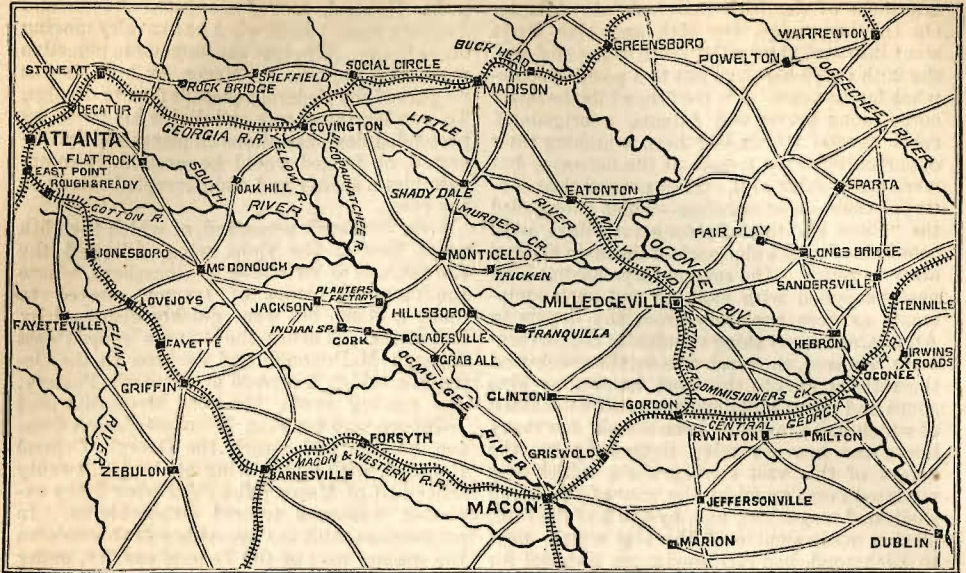 WARRENTON
GREENSBORO
BUCK HEAD
POWELTON
OGECHEE RIVER
SOCIAL CIRCLE
STONE MT.
SHEFFIELD
ROCK BRIDGE
MADISON
DECATUR
GEORGIA R.R.
COVINGTON
LITTLE RIVER
ATLANTA
YELLOW RIVER
FLAT ROCK
EAST POINT
ROUGH & READY
SOUTH RIVER
OAK HILL
SHADY DALE
EATONTON
SPARTA
COTTON R.
MURDER CR.
OCONEE RIV.
FAIR PLAY
JONESBORO
MONTICELLO
LONGS BRIDGE
McDONOUGH
TRICKEN
SANDERSVILLE
PLANTERS FACTORY
JACKSON
MILLEDGEVILLE
TENNILLE
LOVEJOYS
HILLSBORO
FAYETTEVILLE
INDIAN SP.
TRANQUILLA
CORK
GLADESVILLE
HEBRON
FLINT RIVER
FAYETTE
GRAB ALL
IRWINS X ROADS
OCONEE
OCMULGEE RIVER
GRIFFIN
CLINTON
COMMISIONERS CK.
GORDON
CENTRAL GEORGIA R.R.
FORSYTH
IRWINTON
MILTON
GRISWOLD
ZEBULON
BARNESVILLE
MACON & WESTERN R.R.
MACON
JEFFERSONVILLE
MARION
DUBLIN